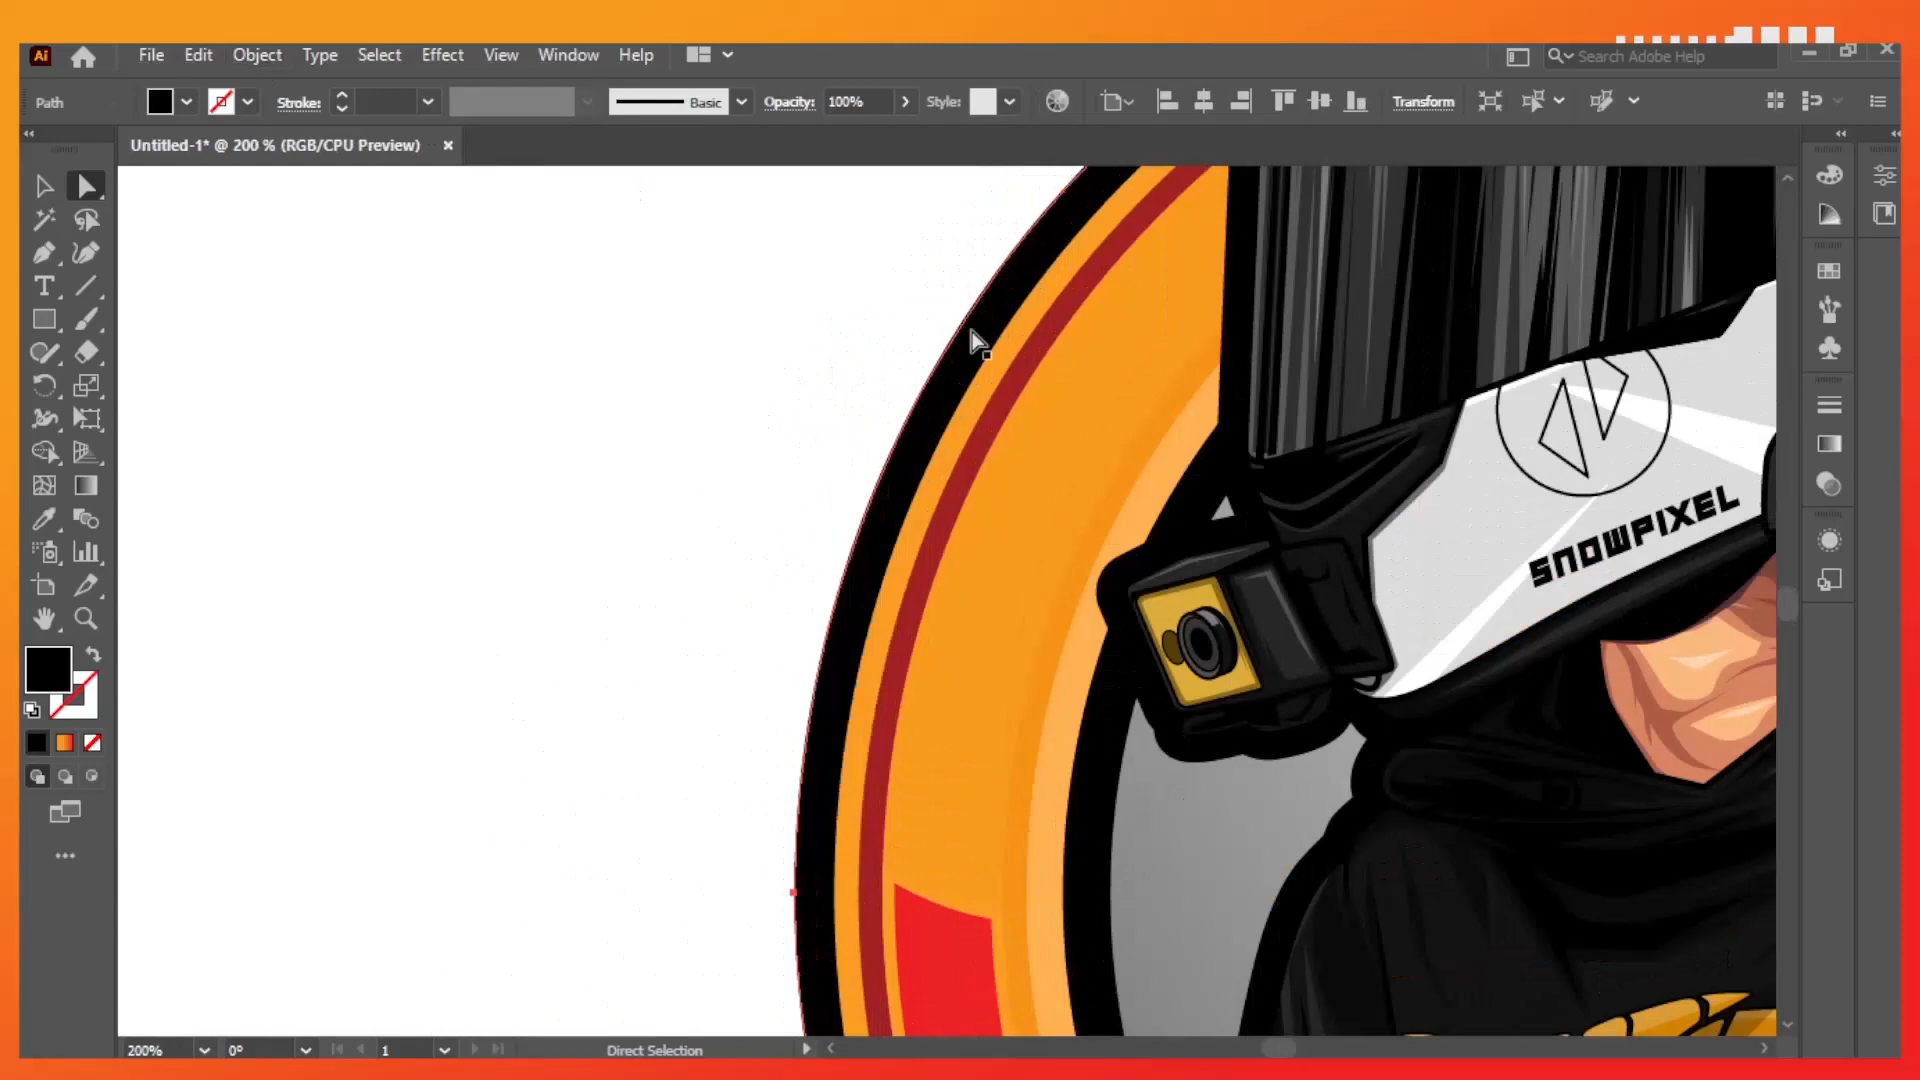 Ai File Edit Object Type Select Effect View Window Help Search Adobe Help
Path Stroke: Basic Opacity: 100% Style: Transform
Untitled-1* @ 200 % (RGB/CPU Preview)
SNOWPIXEL
200% 0° 1 Direct Selection